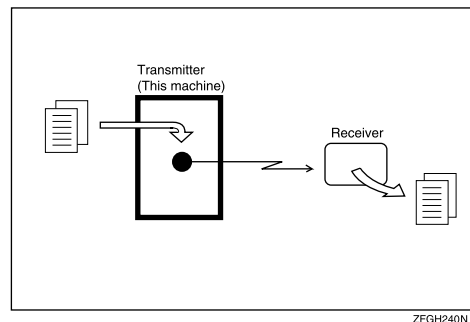 Transmitter
(This machine)
Receiver
ZFGH240N